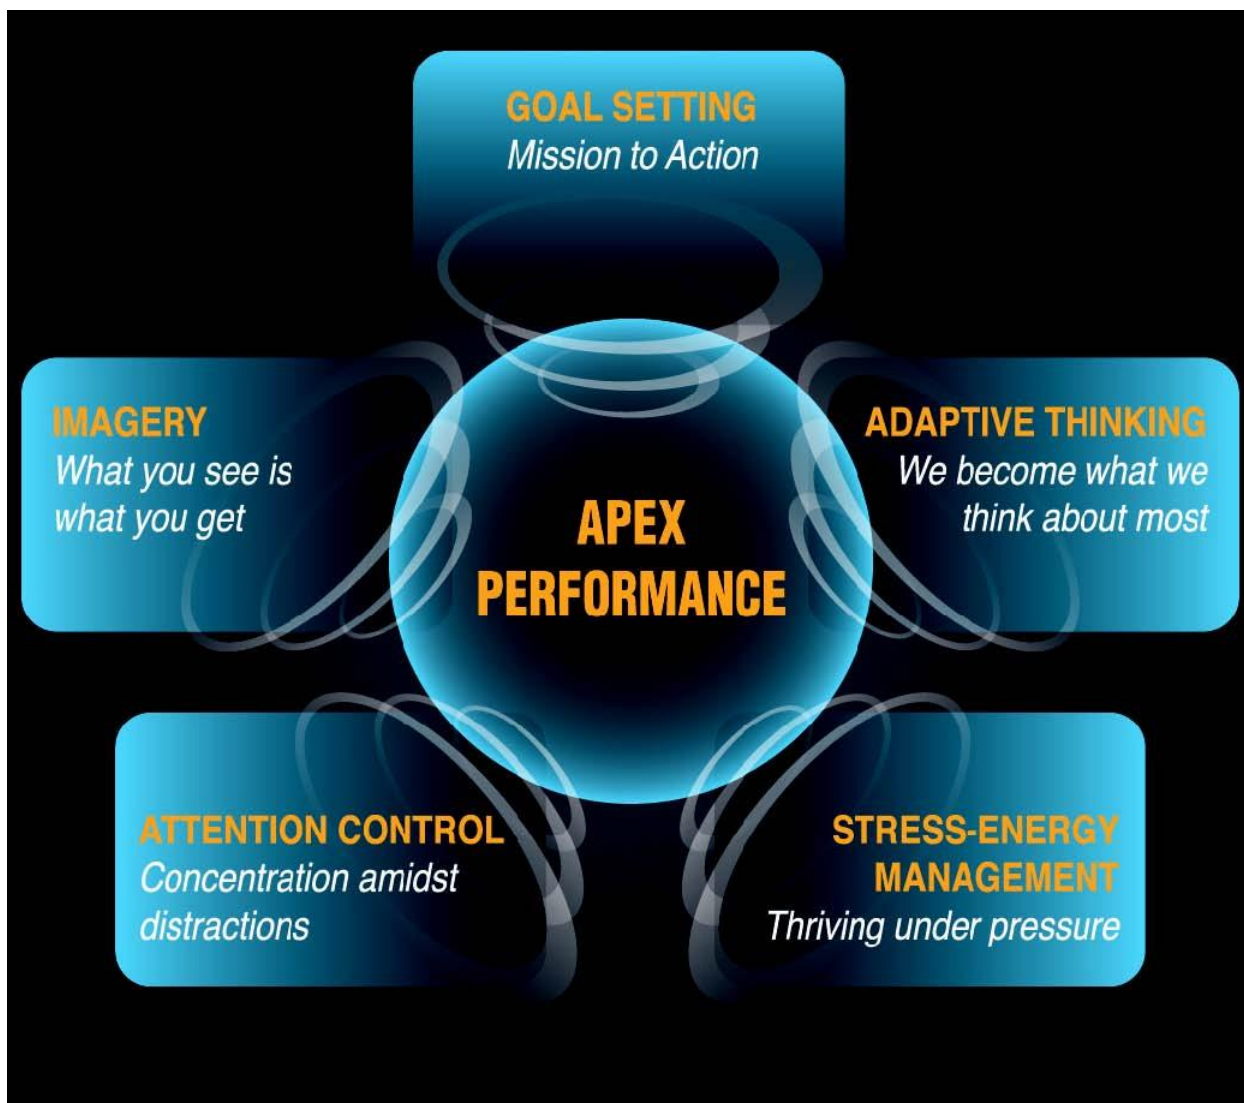 GOAL SETTING
Mission to Action
IMAGERY
What you see is
what you get
ADAPTIVE THINKING
We become what we
think about most
APEX
PERFORMANCE
ATTENTION CONTROL
Concentration amidst
distractions
STRESS-ENERGY
MANAGEMENT
Thriving under pressure